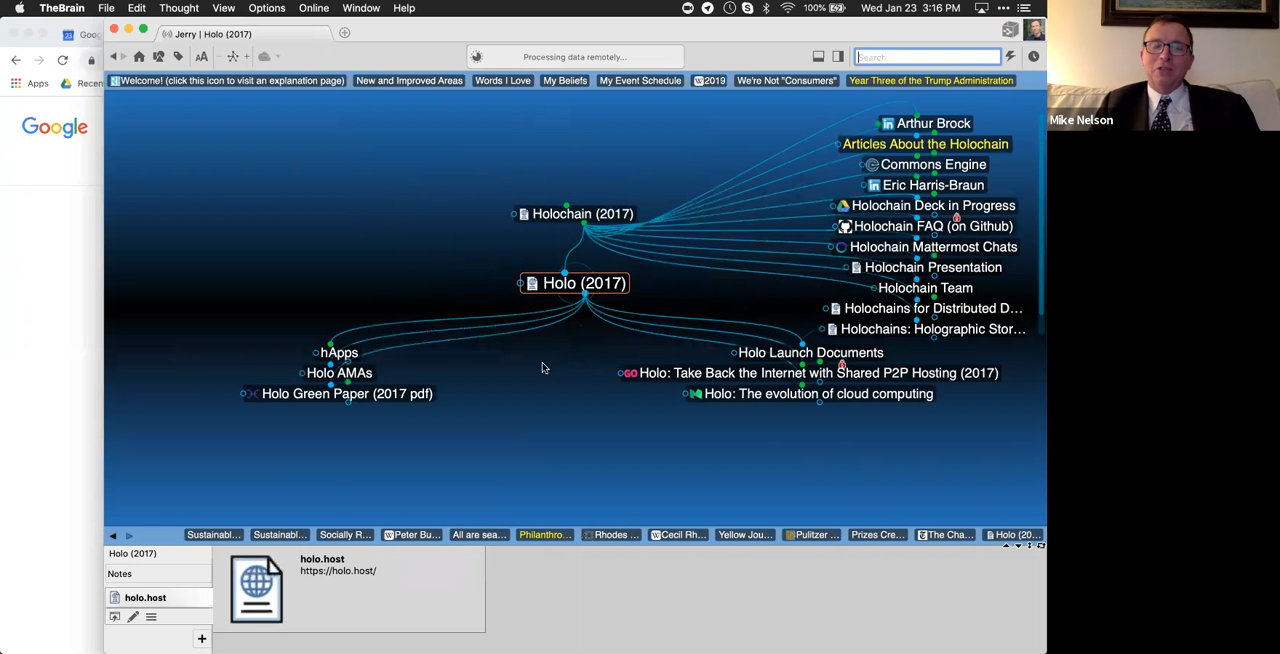 TheBrain File Edit Thought View Options Online Window Help 100% Wed Jan 23 3:16 PM
Goo
Jerry | Holo (2017)
AA
Processing data remotely...
Search
Apps
Recen
Welcome! (click this icon to visit an explanation page) New and Improved Areas Words I Love My Beliefs My Event Schedule 2019 We're Not "Consumers" Year Three of the Trump Administration
Google
Mike Nelson
Arthur Brock
Articles About the Holochain
Commons Engine
Eric Harris-Braun
Holochain Deck in Progress
Holochain FAQ (on Github)
Holochain Mattermost Chats
Holochain Presentation
Holochain Team
Holochains for Distributed D...
Holochains: Holographic Stor...
Holochain (2017)
Holo (2017)
hApps
Holo AMAs
Holo Green Paper (2017 pdf)
Holo Launch Documents
GO Holo: Take Back the Internet with Shared P2P Hosting (2017)
Holo: The evolution of cloud computing
Sustainabl... Sustainabl... Socially R... Peter Bu... All are sea... Philanthro... Rhodes ... Cecil Rh... Yellow Jou... Pulitzer ... Prizes Cre... The Cha... Holo (20...
Holo (2017)
Notes
holo.host
holo.host
https://holo.host/